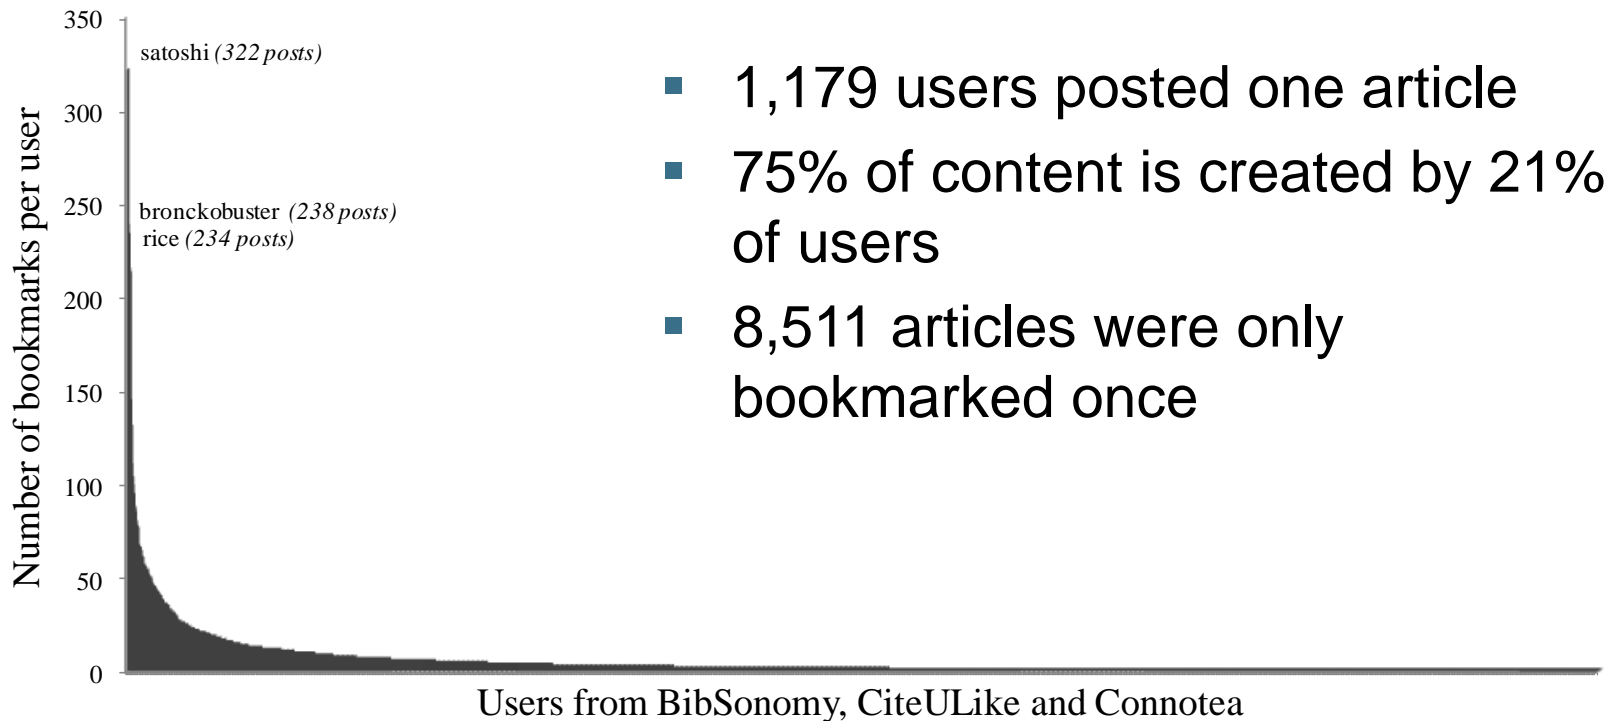 350
300
250
200
150
100
50
0
Number of bookmarks per user
satoshi (322 posts)
bronckobuster (238 posts)
rice (234 posts)
Users from BibSonomy, CiteULike and Connotea
▪ 1,179 users posted one article
▪ 75% of content is created by 21%
of users
▪ 8,511 articles were only
bookmarked once